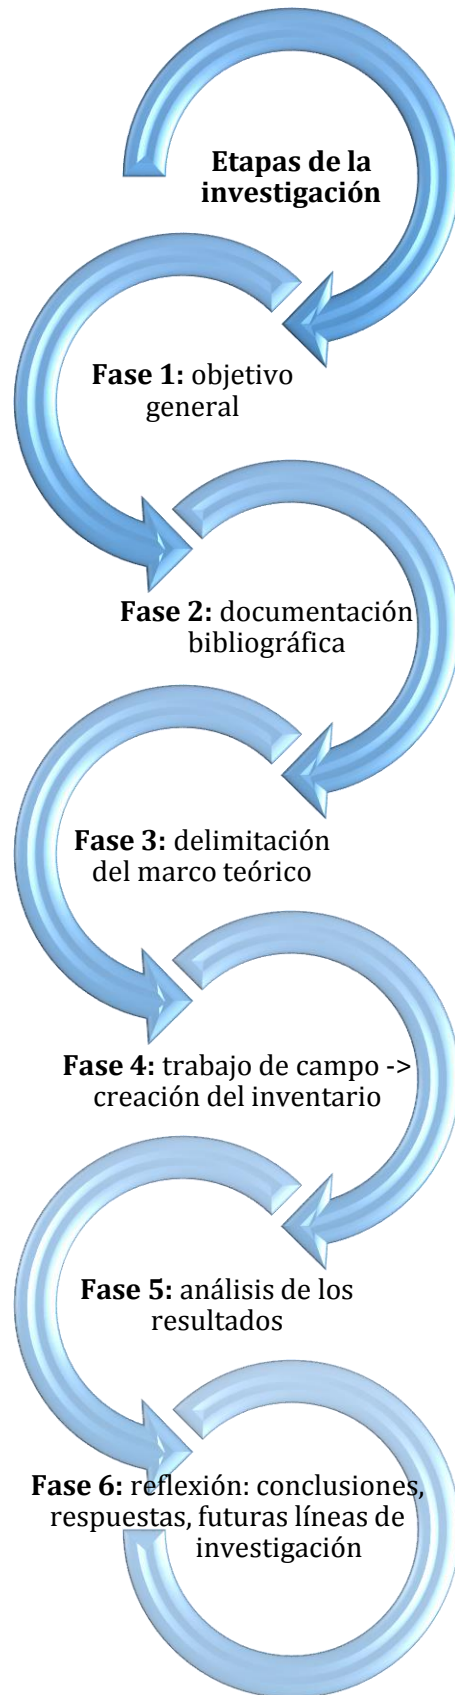 Etapas de la
investigación
Fase 1: objetivo
general
Fase 2: documentación
bibliográfica
Fase 3: delimitación
del marco teórico
Fase 4: trabajo de campo ->
creación del inventario
Fase 5: análisis de los
resultados
Fase 6: reflexión: conclusiones,
respuestas, futuras líneas de
investigación